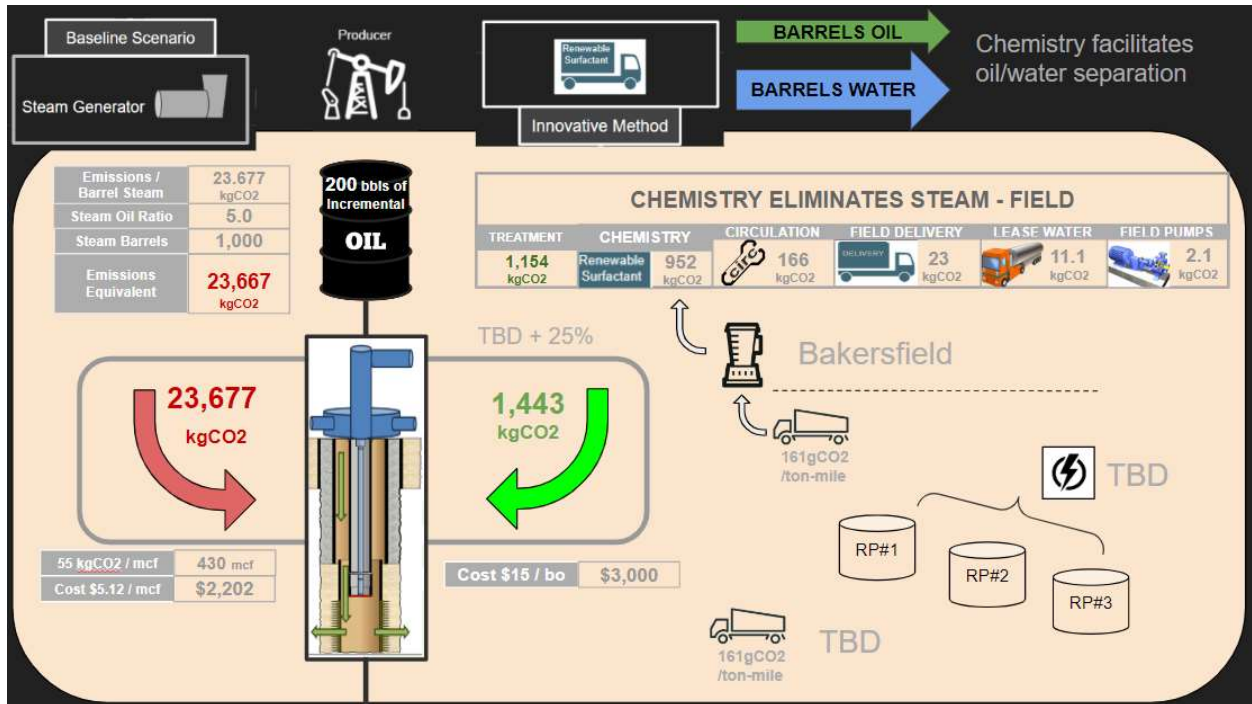 Baseline Scenario
Steam Generator
Producer
Renewable
Surfactant
Innovative Method
BARRELS OIL
BARRELS WATER
Chemistry facilitates
oil/water separation
Emissions /
Barrel Steam
23.677
kgCO2
Steam Oil Ratio
5.0
Steam Barrels
1,000
Emissions
Equivalent
23,667
kgCO2
200 bbls of
Incremental
OIL
CHEMISTRY ELIMINATES STEAM - FIELD
TREATMENT
1,154
kgCO2
CHEMISTRY
Renewable
Surfactant
952
kgCO2
CIRCULATION
circ
166
kgCO2
FIELD DELIVERY
DELIVERY
23
kgCO2
LEASE WATER
11.1
kgCO2
FIELD PUMPS
2.1
kgCO2
TBD + 25%
23,677
kgCO2
1,443
kgCO2
Bakersfield
161gCO2
/ton-mile
TBD
RP#1
RP#2
RP#3
55 kgCO2 / mcf
430 mcf
Cost $5.12 / mcf
$2,202
Cost $15 / bo
$3,000
161gCO2
/ton-mile
TBD